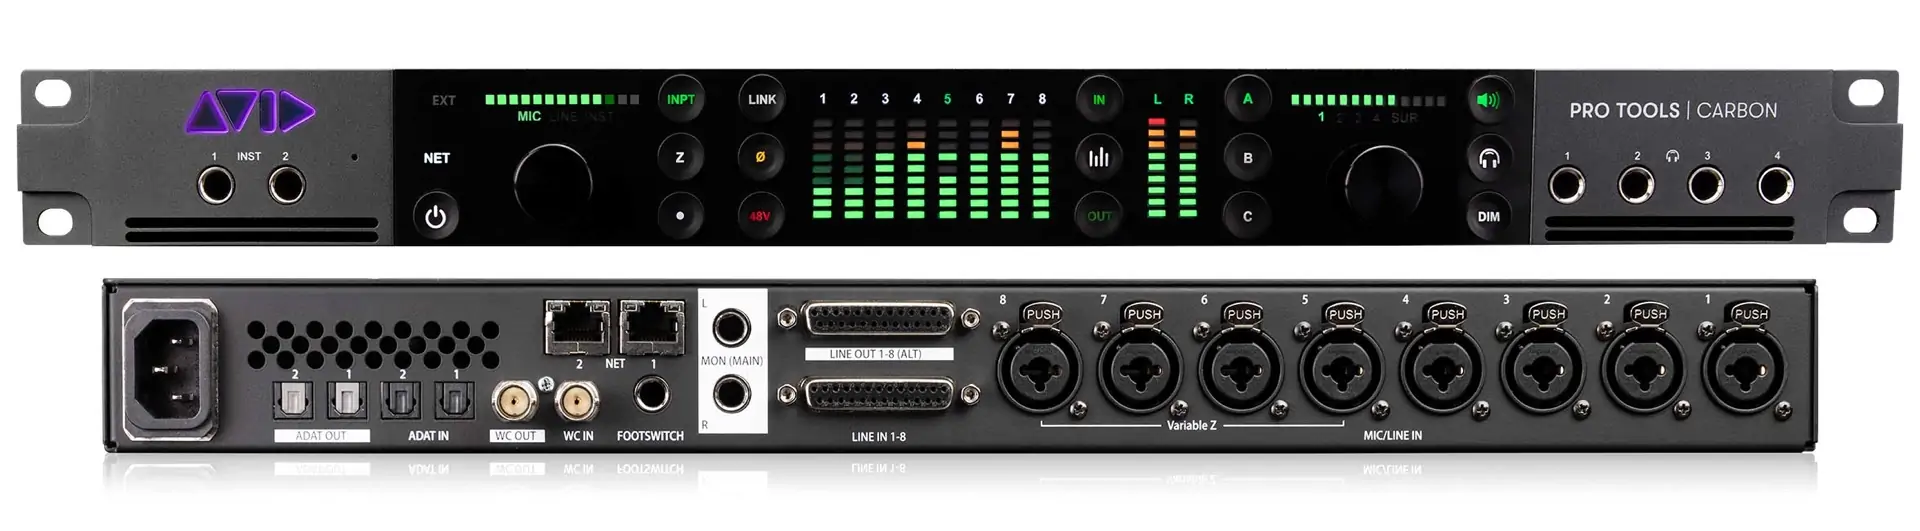 AVID
1 INST 2
EXT
NET
MIC LINE INST
INPT
Z
LINK
Ø
48V
1 2 3 4 5 6 7 8
IN
OUT
L R
A
B
C
1 2 3 4 SUR
DIM
PRO TOOLS | CARBON
1 2 3 4
2 1 2 1
ADAT OUT
ADAT IN
WC OUT
WC IN
2 NET 1
FOOTSWITCH
L
MON (MAIN)
R
LINE OUT 1-8 (ALT)
LINE IN 1-8
8 7 6 5 4 3 2 1
PUSH PUSH PUSH PUSH PUSH PUSH PUSH PUSH
Variable Z
MIC/LINE IN